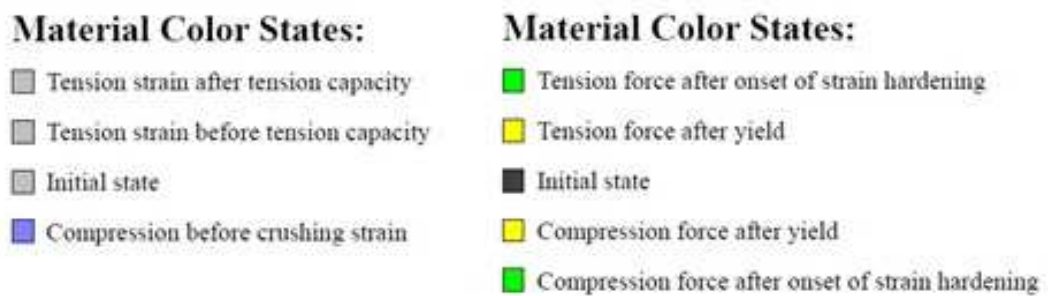 Material Color States:
Tension strain after tension capacity
Tension strain before tension capacity
Initial state
Compression before crushing strain
Material Color States:
Tension force after onset of strain hardening
Tension force after yield
Initial state
Compression force after yield
Compression force after onset of strain hardening